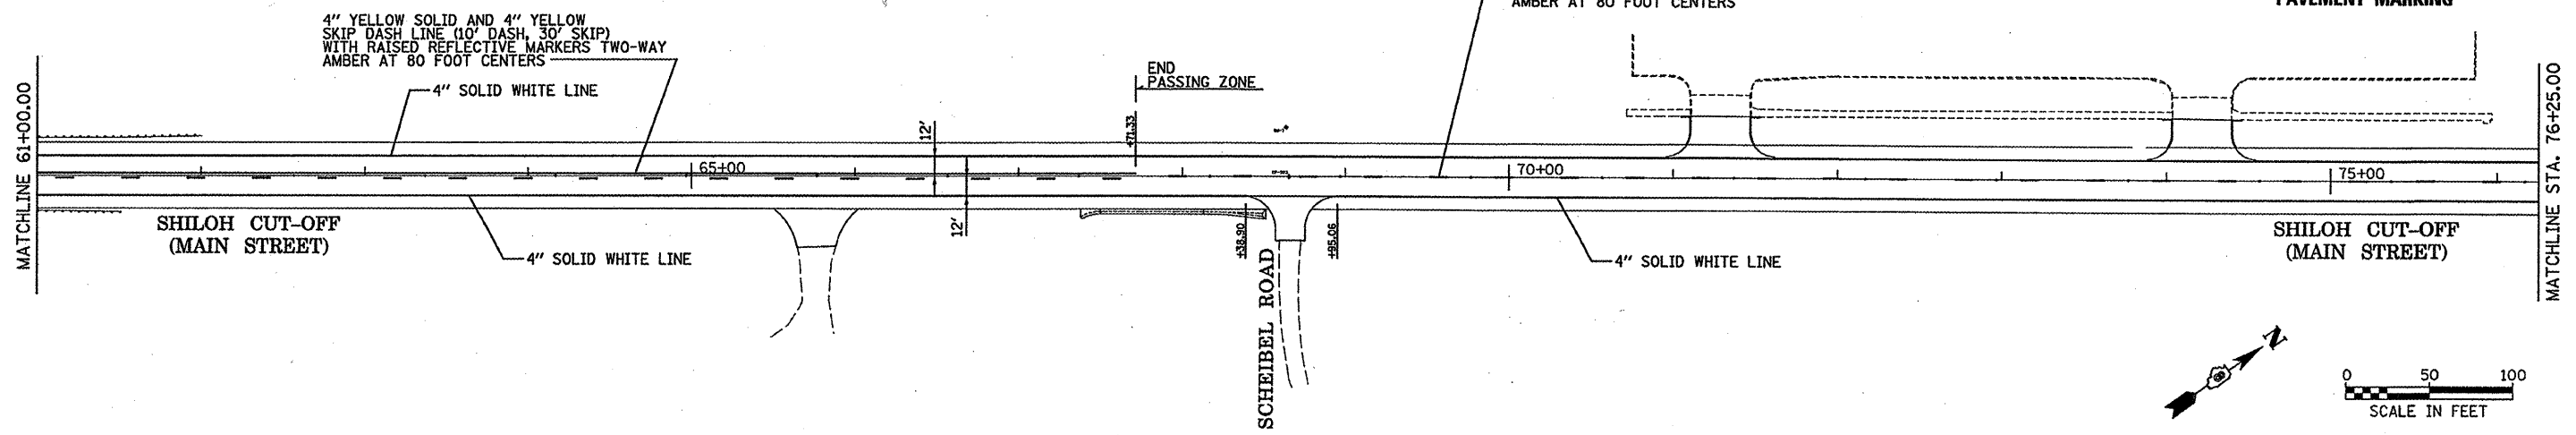 AMBER AT 80 FOOT CENTERS
PAVEMENT MARKING
4" YELLOW SOLID AND 4" YELLOW
SKIP DASH LINE (10' DASH, 30' SKIP)
WITH RAISED REFLECTIVE MARKERS TWO-WAY
AMBER AT 80 FOOT CENTERS
4" SOLID WHITE LINE
END
PASSING ZONE
MATCHLINE 61+00.00
12'
+71.33
65+00
70+00
75+00
MATCHLINE STA. 76+25.00
12'
+38.90
+95.06
SHILOH CUT-OFF
(MAIN STREET)
4" SOLID WHITE LINE
SCHEIBEL ROAD
4" SOLID WHITE LINE
SHILOH CUT-OFF
(MAIN STREET)
N
0 50 100
SCALE IN FEET